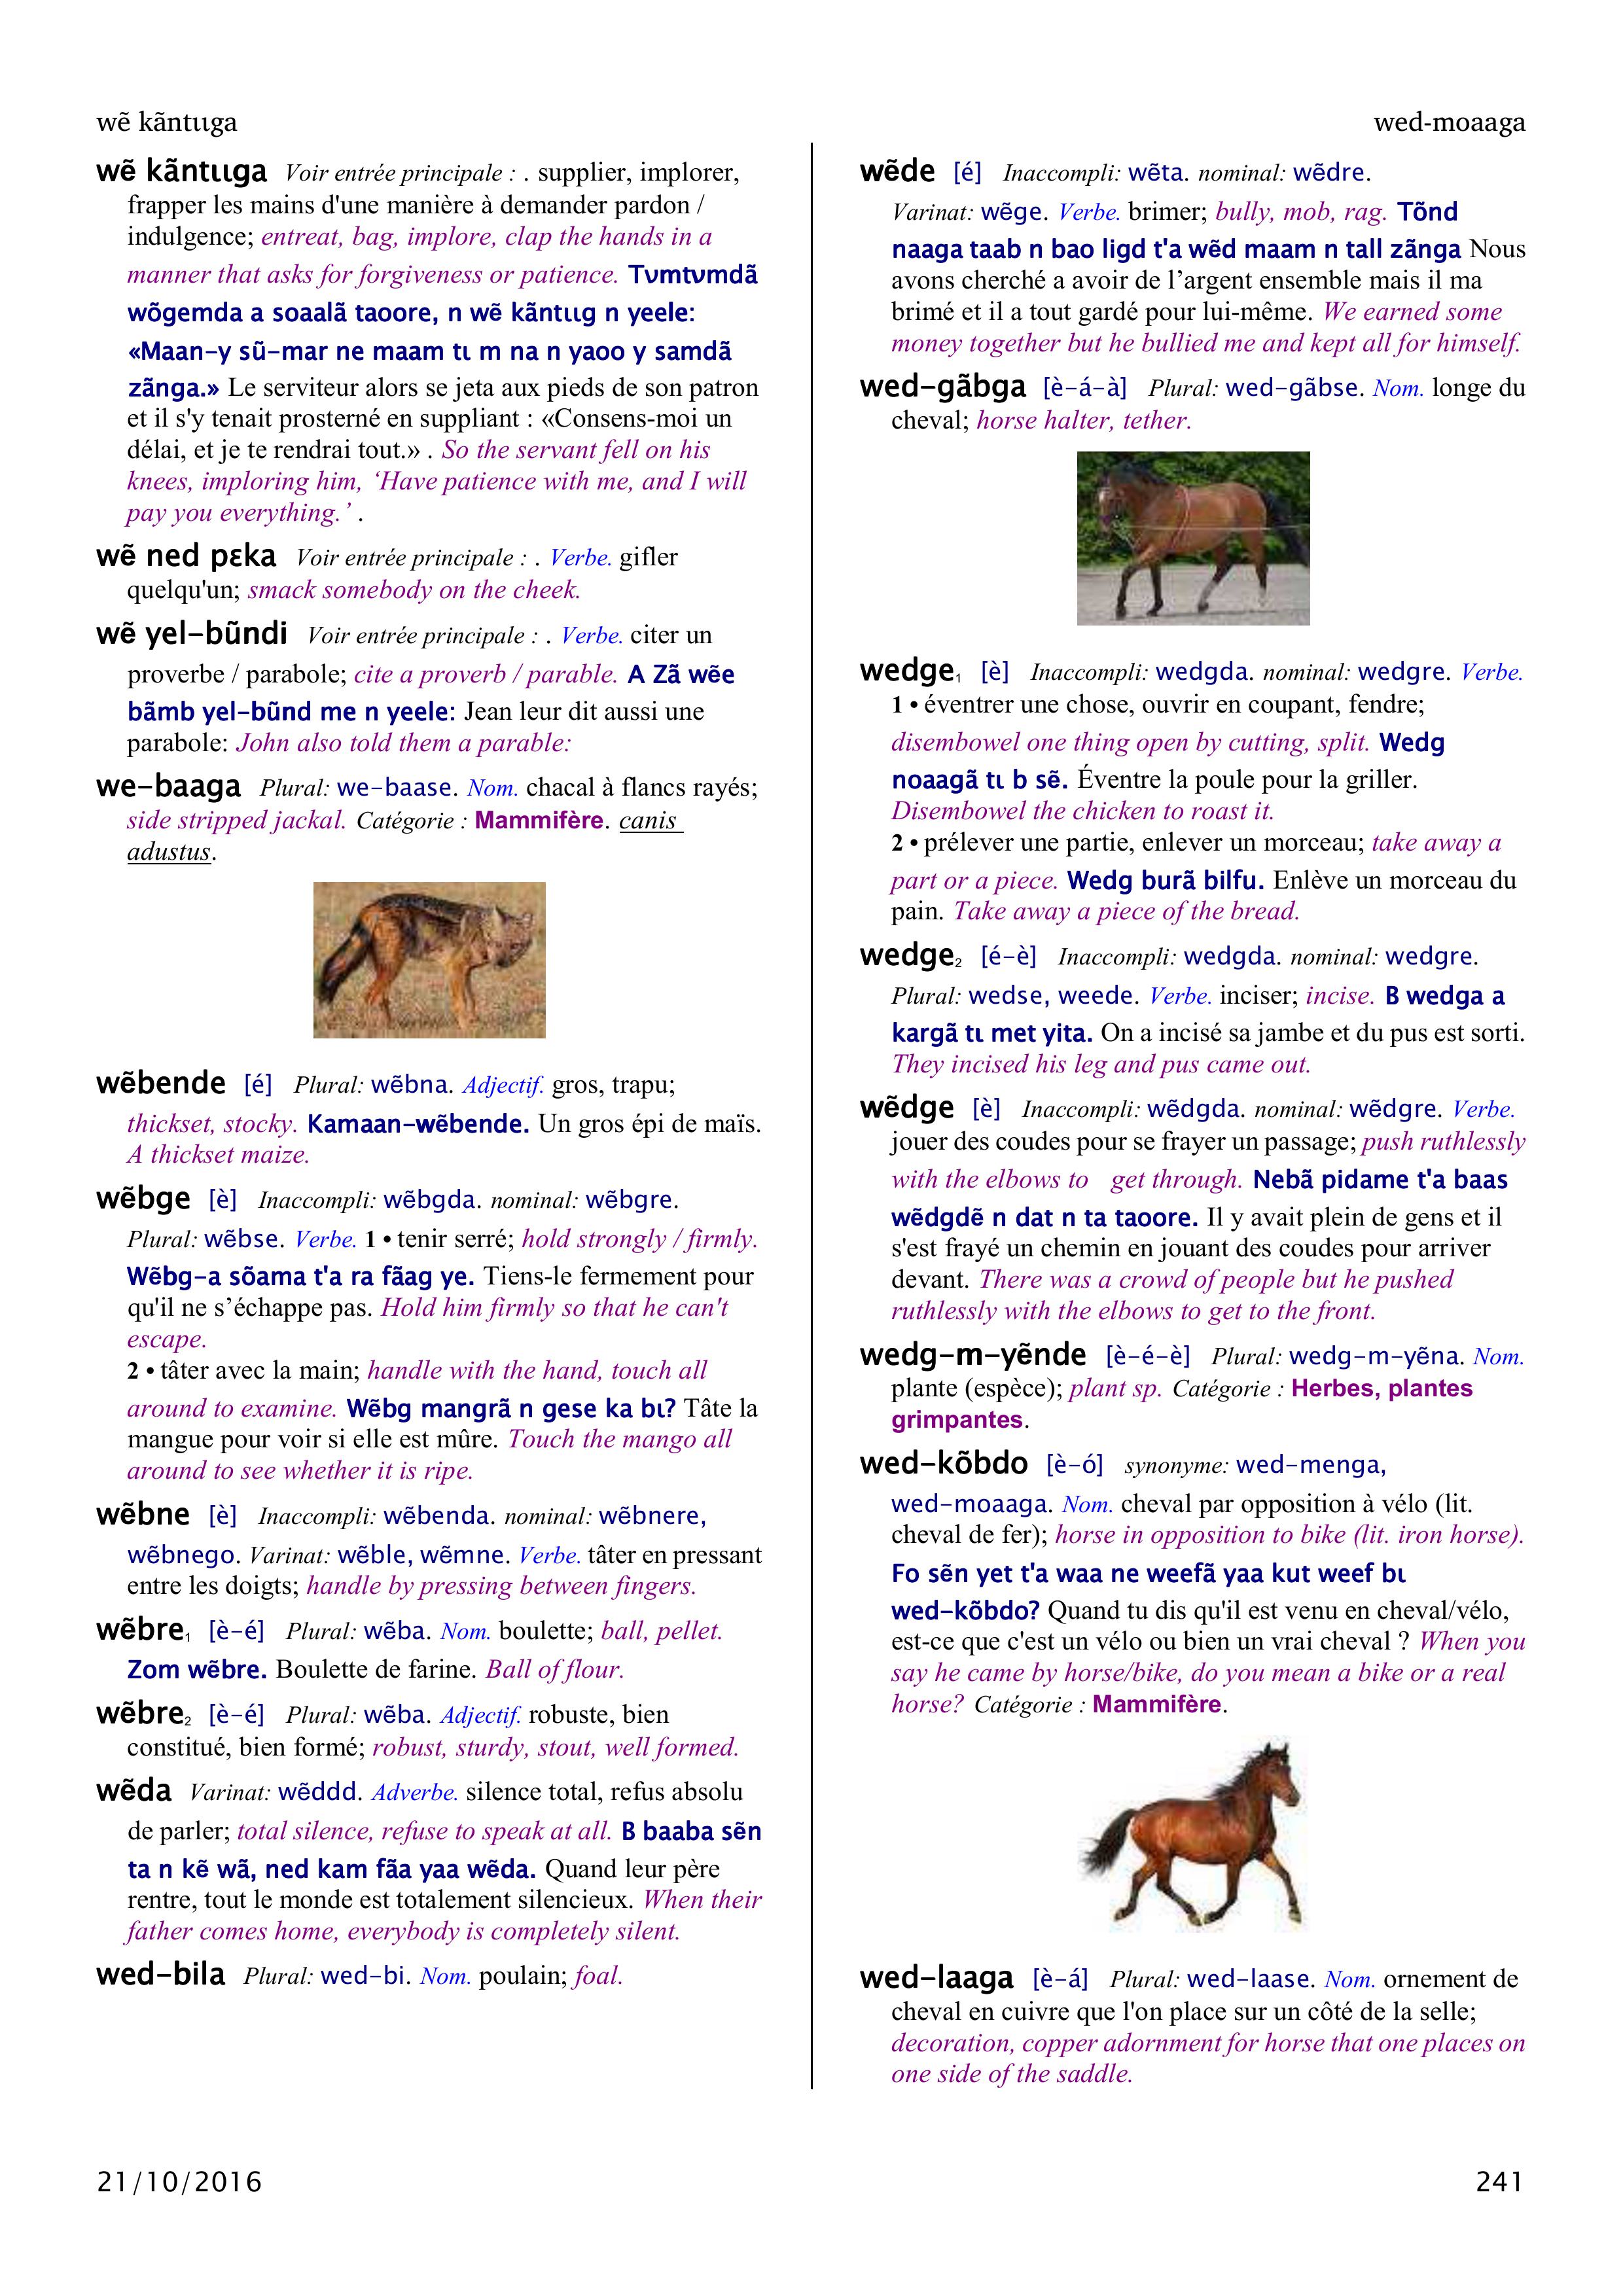 wẽ kãntɩɩga
wed-moaaga
wẽ kãntɩɩga Voir entrée principale : . supplier, implorer,
frapper les mains d'une manière à demander pardon /
indulgence; entreat, bag, implore, clap the hands in a
manner that asks for forgiveness or patience. Tʋmtʋmdã
wõgemda a soaalã taoore, n wẽ kãntɩɩg n yeele:
«Maan-y sũ-mar ne maam tɩ m na n yaoo y samdã
zãnga.» Le serviteur alors se jeta aux pieds de son patron
et il s'y tenait prosterné en suppliant : «Consens-moi un
délai, et je te rendrai tout.» . So the servant fell on his
knees, imploring him, ‘Have patience with me, and I will
pay you everything.’ .
wẽ ned pɛka Voir entrée principale : . Verbe. gifler
quelqu'un; smack somebody on the cheek.
wẽ yel-bũndi Voir entrée principale : . Verbe. citer un
proverbe / parabole; cite a proverb / parable. A Zã wẽe
bãmb yel-bũnd me n yeele: Jean leur dit aussi une
parabole: John also told them a parable:
we-baaga Plural: we-baase. Nom. chacal à flancs rayés;
side stripped jackal. Catégorie : Mammifère. canis
adustus.
wẽbende [é] Plural: wẽbna. Adjectif. gros, trapu;
thickset, stocky. Kamaan-wẽbende. Un gros épi de maïs.
A thickset maize.
wẽbge [è] Inaccompli: wẽbgda. nominal: wẽbgre.
Plural: wẽbse. Verbe. 1 • tenir serré; hold strongly / firmly.
Wẽbg-a sõama t'a ra fãag ye. Tiens-le fermement pour
qu'il ne s’échappe pas. Hold him firmly so that he can't
escape.
2 • tâter avec la main; handle with the hand, touch all
around to examine. Wẽbg mangrã n gese ka bɩ? Tâte la
mangue pour voir si elle est mûre. Touch the mango all
around to see whether it is ripe.
wẽbne [è] Inaccompli: wẽbenda. nominal: wẽbnere,
wẽbnego. Varinat: wẽble, wẽmne. Verbe. tâter en pressant
entre les doigts; handle by pressing between fingers.
wẽbre₁ [è-é] Plural: wẽba. Nom. boulette; ball, pellet.
Zom wẽbre. Boulette de farine. Ball of flour.
wẽbre₂ [è-é] Plural: wẽba. Adjectif. robuste, bien
constitué, bien formé; robust, sturdy, stout, well formed.
wẽda Varinat: wẽddd. Adverbe. silence total, refus absolu
de parler; total silence, refuse to speak at all. B baaba sẽn
ta n kẽ wã, ned kam fãa yaa wẽda. Quand leur père
rentre, tout le monde est totalement silencieux. When their
father comes home, everybody is completely silent.
wed-bila Plural: wed-bi. Nom. poulain; foal.
wẽde [é] Inaccompli: wẽta. nominal: wẽdre.
Varinat: wẽge. Verbe. brimer; bully, mob, rag. Tõnd
naaga taab n bao ligd t'a wẽd maam n tall zãnga Nous
avons cherché a avoir de l’argent ensemble mais il ma
brimé et il a tout gardé pour lui-même. We earned some
money together but he bullied me and kept all for himself.
wed-gãbga [è-á-à] Plural: wed-gãbse. Nom. longe du
cheval; horse halter, tether.
wedge₁ [è] Inaccompli: wedgda. nominal: wedgre. Verbe.
1 • éventrer une chose, ouvrir en coupant, fendre;
disembowel one thing open by cutting, split. Wedg
noaagã tɩ b sẽ. Éventre la poule pour la griller.
Disembowel the chicken to roast it.
2 • prélever une partie, enlever un morceau; take away a
part or a piece. Wedg burã bilfu. Enlève un morceau du
pain. Take away a piece of the bread.
wedge₂ [é-è] Inaccompli: wedgda. nominal: wedgre.
Plural: wedse, weede. Verbe. inciser; incise. B wedga a
kargã tɩ met yita. On a incisé sa jambe et du pus est sorti.
They incised his leg and pus came out.
wẽdge [è] Inaccompli: wẽdgda. nominal: wẽdgre. Verbe.
jouer des coudes pour se frayer un passage; push ruthlessly
with the elbows to get through. Nebã pidame t'a baas
wẽdgdẽ n dat n ta taoore. Il y avait plein de gens et il
s'est frayé un chemin en jouant des coudes pour arriver
devant. There was a crowd of people but he pushed
ruthlessly with the elbows to get to the front.
wedg-m-yẽnde [è-é-è] Plural: wedg-m-yẽna. Nom.
plante (espèce); plant sp. Catégorie : Herbes, plantes
grimpantes.
wed-kõbdo [è-ó] synonyme: wed-menga,
wed-moaaga. Nom. cheval par opposition à vélo (lit.
cheval de fer); horse in opposition to bike (lit. iron horse).
Fo sẽn yet t'a waa ne weefã yaa kut weef bɩ
wed-kõbdo? Quand tu dis qu'il est venu en cheval/vélo,
est-ce que c'est un vélo ou bien un vrai cheval ? When you
say he came by horse/bike, do you mean a bike or a real
horse? Catégorie : Mammifère.
wed-laaga [è-á] Plural: wed-laase. Nom. ornement de
cheval en cuivre que l'on place sur un côté de la selle;
decoration, copper adornment for horse that one places on
one side of the saddle.
21/10/2016
241